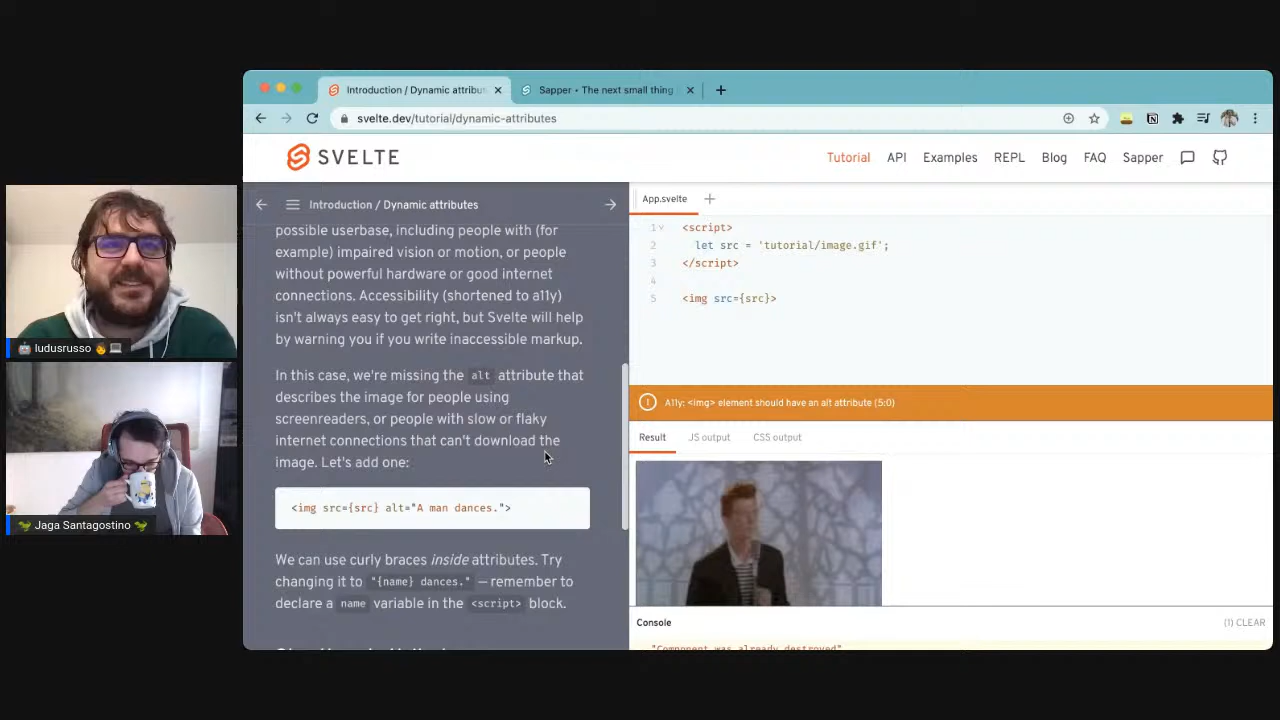 Introduction / Dynamic attribut
Sapper • The next small thing
svelte.dev/tutorial/dynamic-attributes
SVELTE
Tutorial API Examples REPL Blog FAQ Sapper
Introduction / Dynamic attributes
possible userbase, including people with (for
example) impaired vision or motion, or people
without powerful hardware or good internet
connections. Accessibility (shortened to a11y)
isn't always easy to get right, but Svelte will help
by warning you if you write inaccessible markup.
In this case, we're missing the alt attribute that
describes the image for people using
screenreaders, or people with slow or flaky
internet connections that can't download the
image. Let's add one:
<img src={src} alt="A man dances.">
We can use curly braces inside attributes. Try
changing it to "{name} dances." — remember to
declare a name variable in the <script> block.
App.svelte
1 <script>
2 let src = 'tutorial/image.gif';
3 </script>
4
5 <img src={src}>
A11y: <img> element should have an alt attribute (5:0)
Result JS output CSS output
Console (1) CLEAR
"Component was already destroyed"
🤖 ludusrusso 🧑‍💻
🦖 Jaga Santagostino 🦖